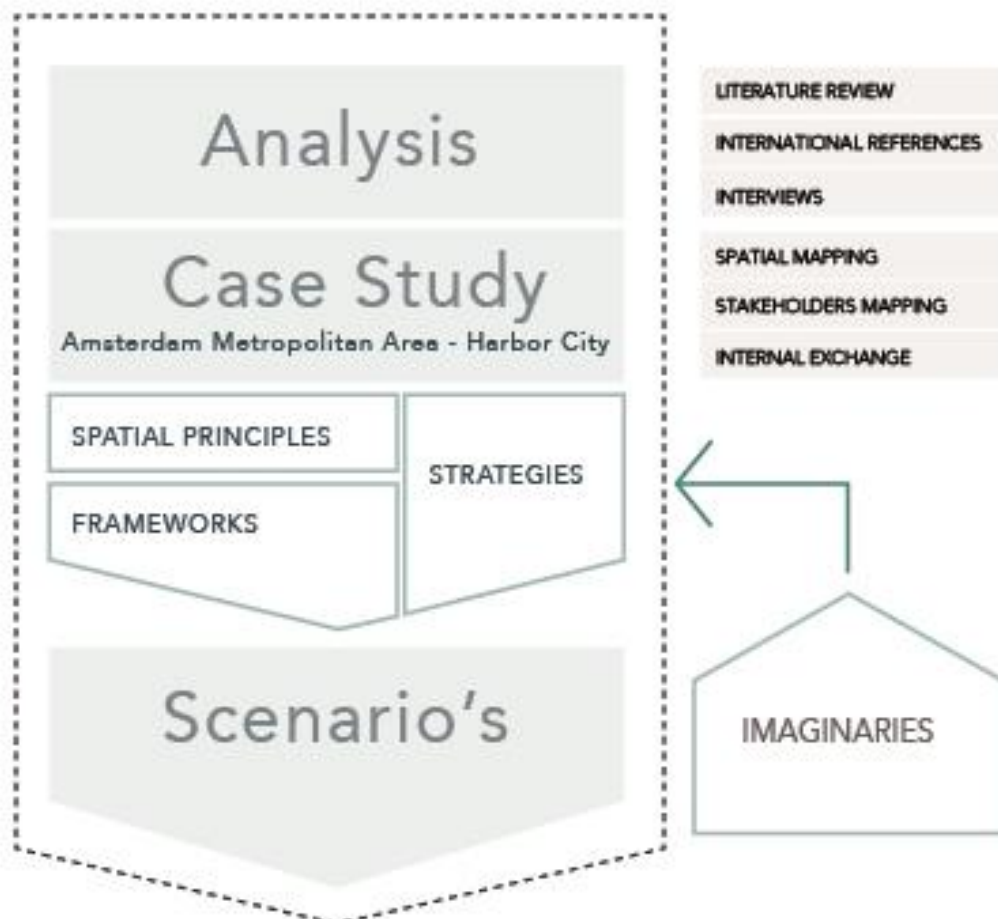 Analysis
Case Study
Amsterdam Metropolitan Area - Harbor City
SPATIAL PRINCIPLES
FRAMEWORKS
STRATEGIES
Scenario's
LITERATURE REVIEW
INTERNATIONAL REFERENCES
INTERVIEWS
SPATIAL MAPPING
STAKEHOLDERS MAPPING
INTERNAL EXCHANGE
IMAGINARIES